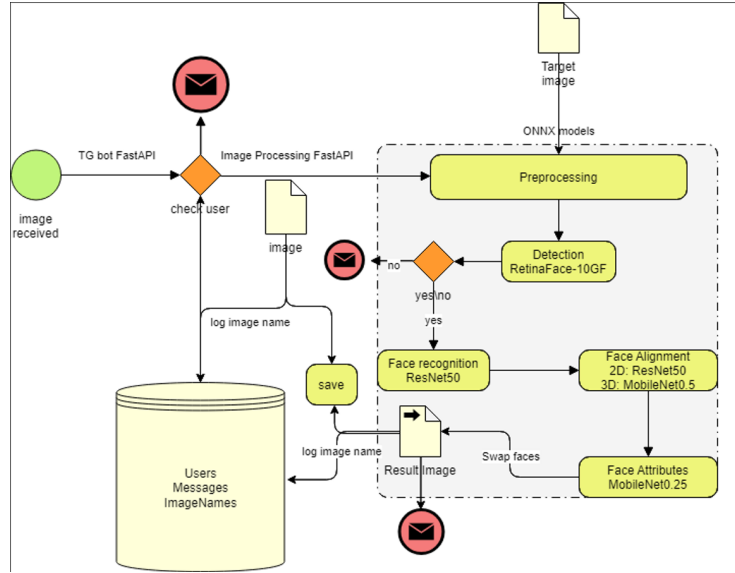 Target
image
ONNX models
TG bot FastAPI
Image Processing FastAPI
Preprocessing
check user
image
received
image
Detection
RetinaFace-10GF
no
yes\no
log image name
yes
Face recognition
ResNet50
Face Alignment
2D: ResNet50
3D: MobileNet0.5
save
log image name
Result Image
Swap faces
Face Attributes
MobileNet0.25
Users
Messages
ImageNames